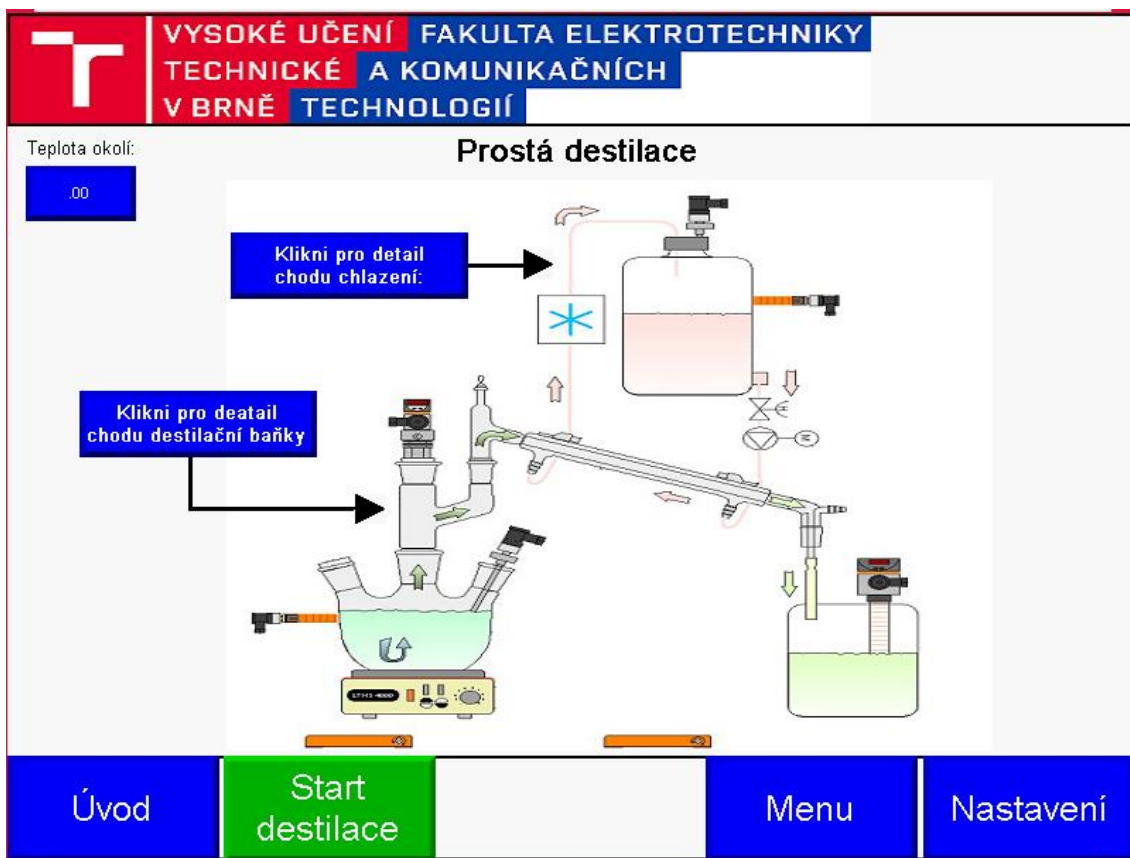 VYSOKÉ UČENÍ FAKULTA ELEKTROTECHNIKY
TECHNICKÉ A KOMUNIKAČNÍCH
V BRNĚ TECHNOLOGIÍ
Teplota okolí:
Prostá destilace
.00
Klikni pro detail
chodu chlazení:
Klikni pro deatail
chodu destilační baňky
M
Úvod
Start
destilace
Menu
Nastavení